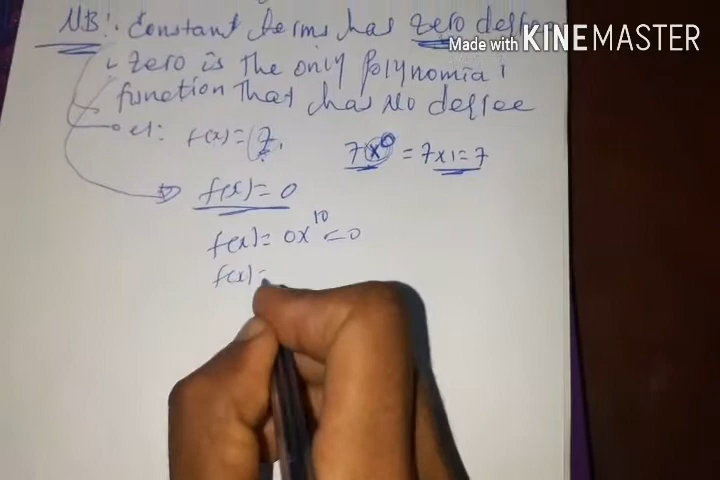 NB: • Constant terms has zero degree
Made with KINEMASTER
• zero is the only polynomial
function that has No degree
ex: f(x) = 7.
7x⁰ = 7x1 = 7
f(x) = 0
f(x) = 0x¹⁰ = 0
f(x) =